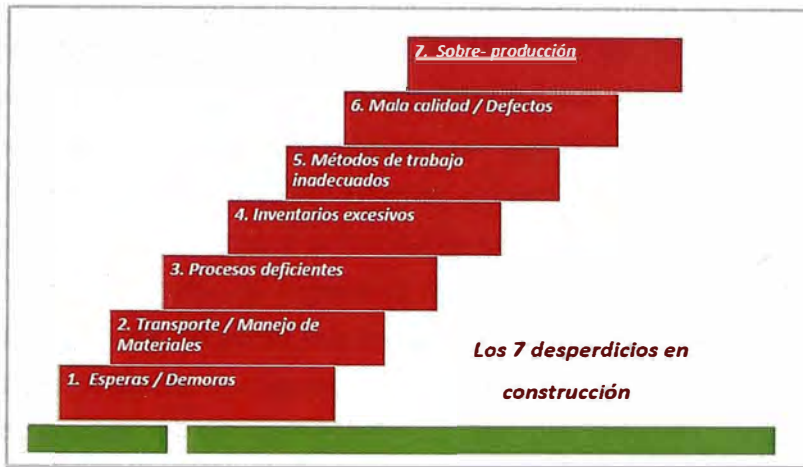 7. Sobre- producción
6. Mala calidad / Defectos
5. Métodos de trabajo
inadecuados
4. Inventarios excesivos
3. Procesos deficientes
2. Transporte / Manejo de
Materiales
1. Esperas / Demoras
Los 7 desperdicios en
construcción